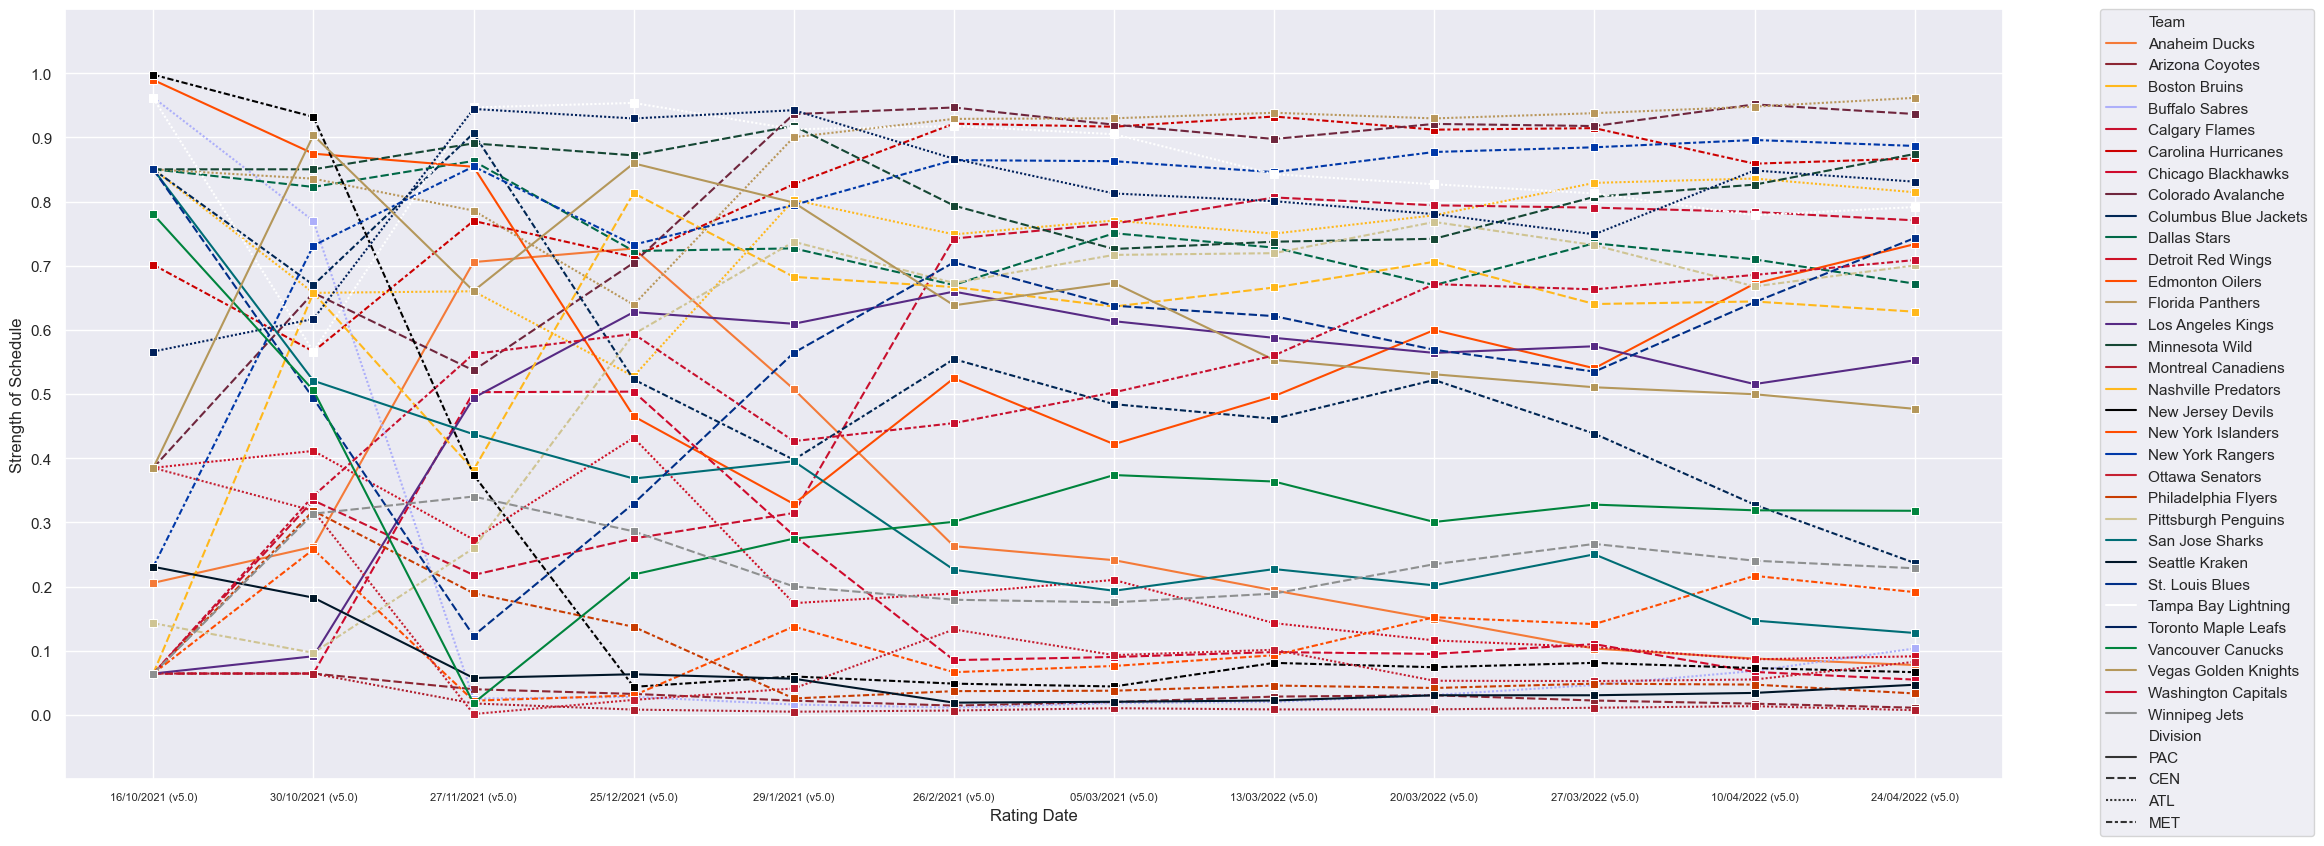 1.0
0.9
0.8
0.7
0.6
0.5
0.4
0.3
0.2
0.1
0.0
Strength of Schedule
16/10/2021 (v5.0)
30/10/2021 (v5.0)
27/11/2021 (v5.0)
25/12/2021 (v5.0)
29/1/2021 (v5.0)
26/2/2021 (v5.0)
05/03/2021 (v5.0)
13/03/2022 (v5.0)
20/03/2022 (v5.0)
27/03/2022 (v5.0)
10/04/2022 (v5.0)
24/04/2022 (v5.0)
Rating Date
Team
Anaheim Ducks
Arizona Coyotes
Boston Bruins
Buffalo Sabres
Calgary Flames
Carolina Hurricanes
Chicago Blackhawks
Colorado Avalanche
Columbus Blue Jackets
Dallas Stars
Detroit Red Wings
Edmonton Oilers
Florida Panthers
Los Angeles Kings
Minnesota Wild
Montreal Canadiens
Nashville Predators
New Jersey Devils
New York Islanders
New York Rangers
Ottawa Senators
Philadelphia Flyers
Pittsburgh Penguins
San Jose Sharks
Seattle Kraken
St. Louis Blues
Tampa Bay Lightning
Toronto Maple Leafs
Vancouver Canucks
Vegas Golden Knights
Washington Capitals
Winnipeg Jets
Division
PAC
CEN
ATL
MET